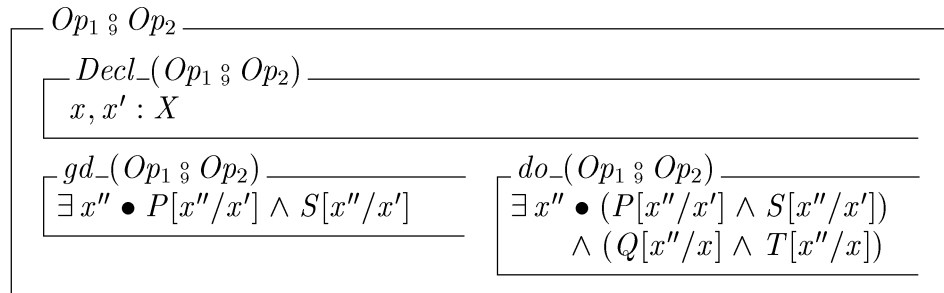 Op₁ ⨟ Op₂
Decl_(Op₁ ⨟ Op₂)
x, x′ : X
gd_(Op₁ ⨟ Op₂)
∃ x″ • P[x″/x′] ∧ S[x″/x′]
do_(Op₁ ⨟ Op₂)
∃ x″ • (P[x″/x′] ∧ S[x″/x′])
∧ (Q[x″/x] ∧ T[x″/x])